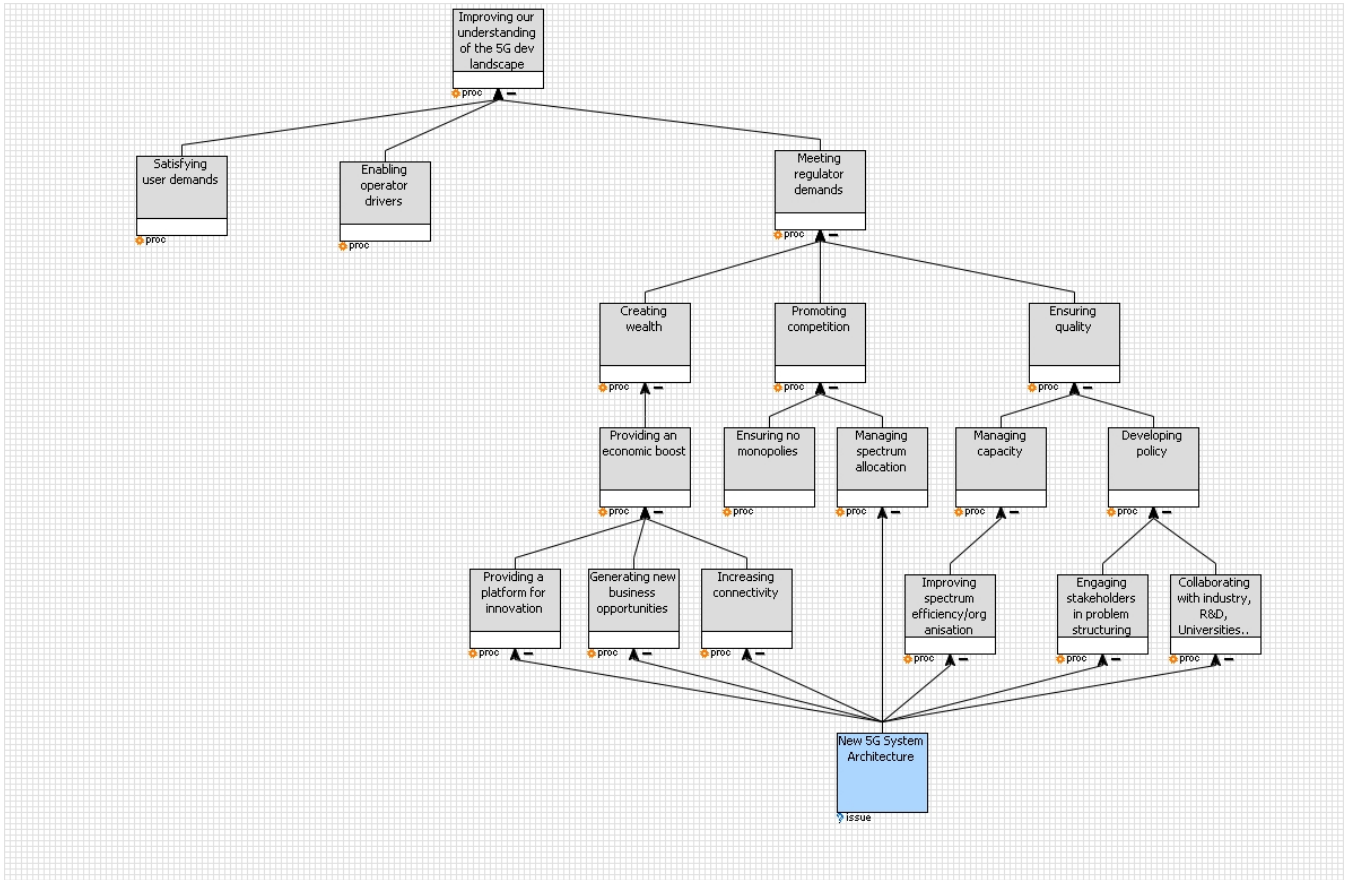 Improving our
understanding
of the 5G dev
landscape
proc
Satisfying
user demands
proc
Enabling
operator
drivers
proc
Meeting
regulator
demands
proc
Creating
wealth
proc
Promoting
competition
proc
Ensuring
quality
proc
Providing an
economic boost
proc
Ensuring no
monopolies
proc
Managing
spectrum
allocation
proc
Managing
capacity
proc
Developing
policy
proc
Providing a
platform for
innovation
proc
Generating new
business
opportunities
proc
Increasing
connectivity
proc
Improving
spectrum
efficiency/org
anisation
proc
Engaging
stakeholders
in problem
structuring
proc
Collaborating
with industry,
R&D,
Universities..
proc
New 5G System
Architecture
issue